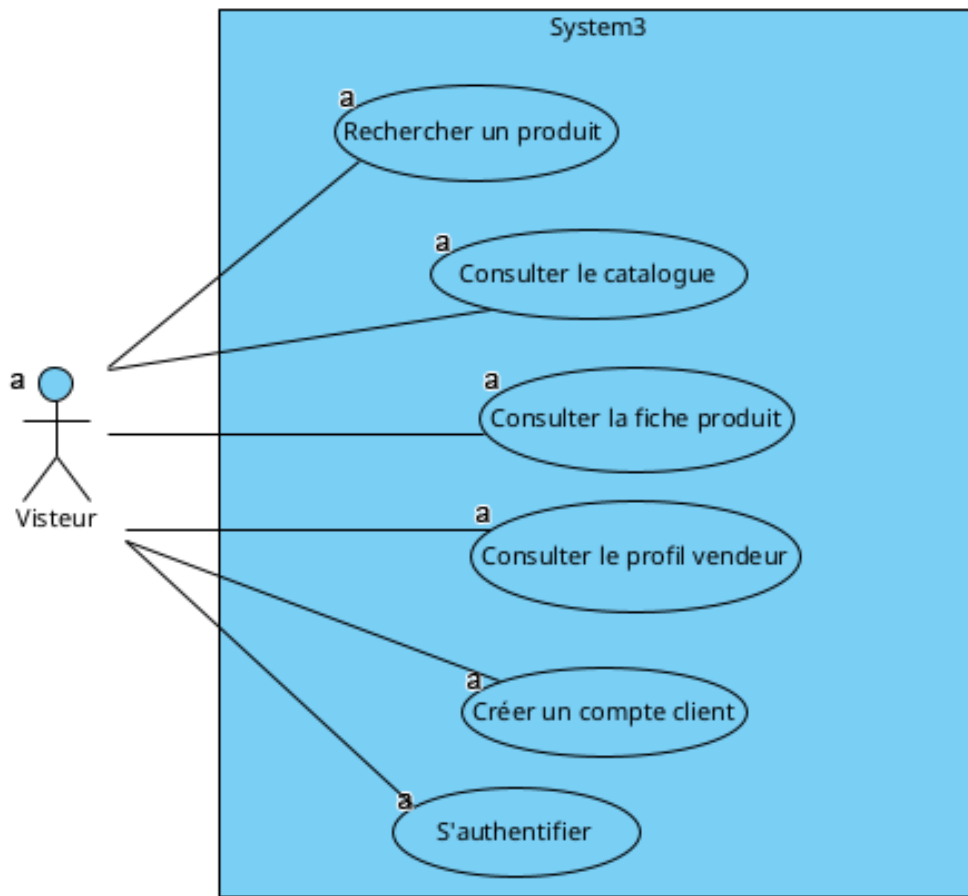 System3
a
Rechercher un produit
a
Consulter le catalogue
a
a
Consulter la fiche produit
Visteur
a
Consulter le profil vendeur
a
Créer un compte client
a
S'authentifier